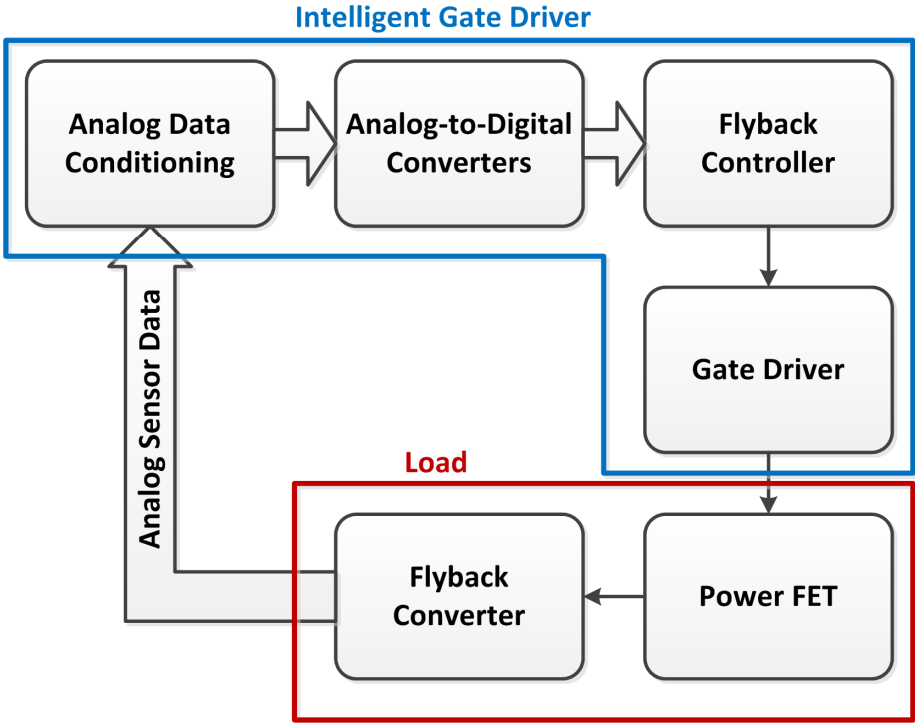 Intelligent Gate Driver
Analog Data
Conditioning
Analog-to-Digital
Converters
Flyback
Controller
Gate Driver
Analog Sensor Data
Load
Flyback
Converter
Power FET